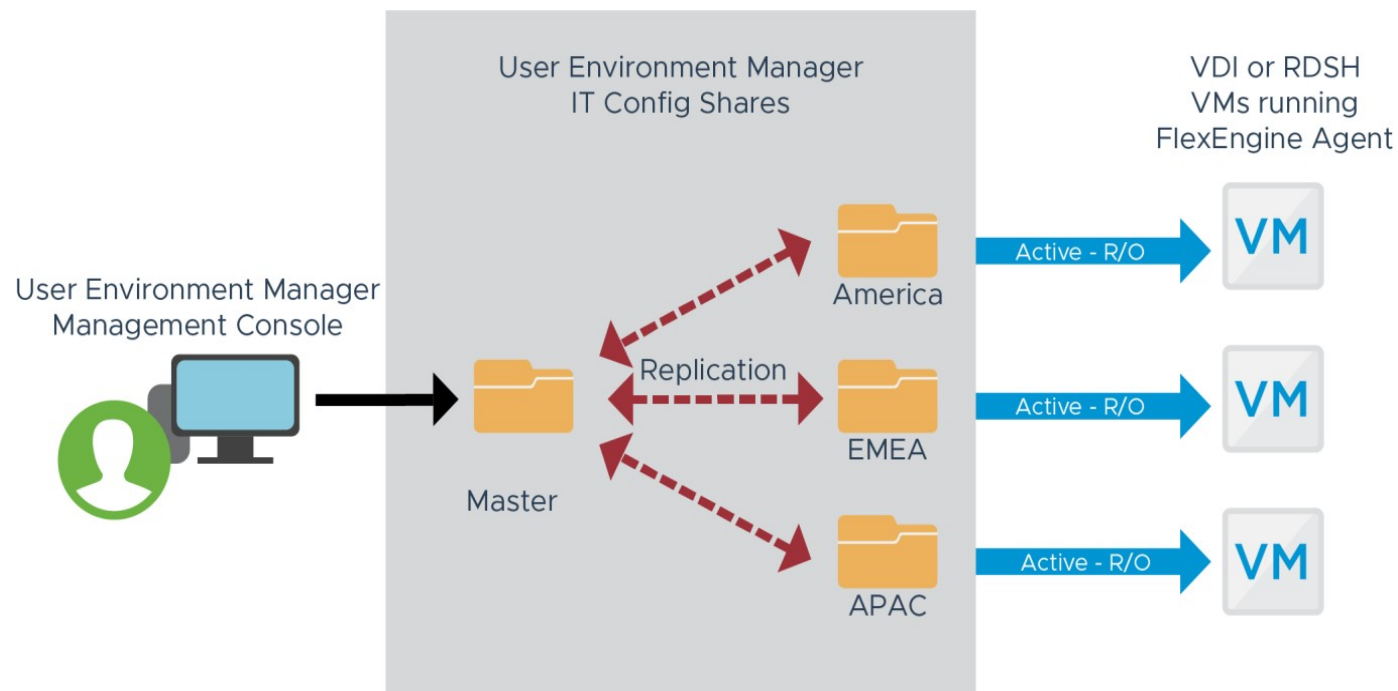 User Environment Manager
Management Console
User Environment Manager
IT Config Shares
Master
Replication
America
EMEA
APAC
Active - R/O
Active - R/O
Active - R/O
VDI or RDSH
VMs running
FlexEngine Agent
VM
VM
VM